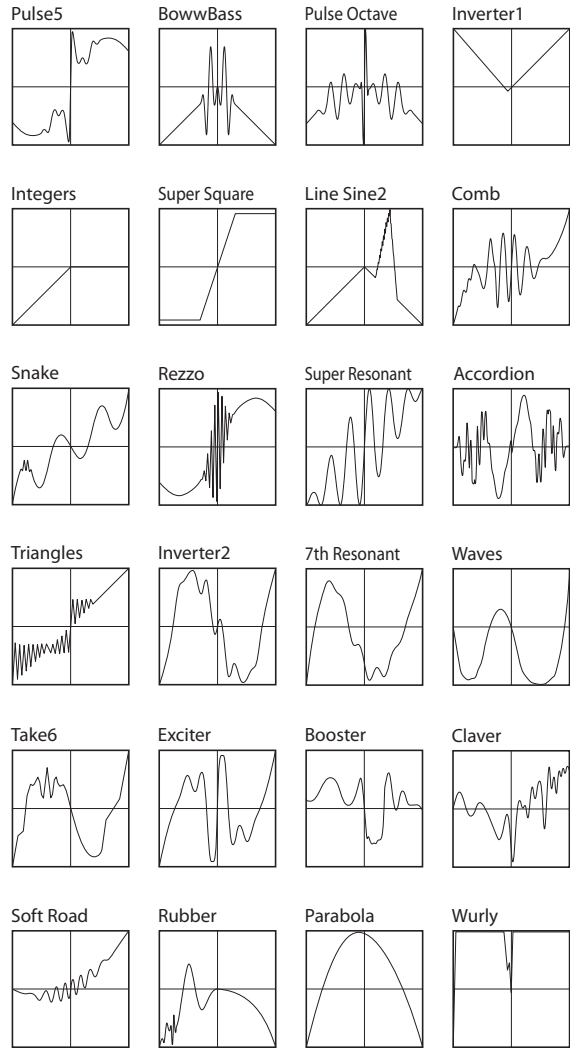 Pulse5 BowwBass Pulse Octave Inverter1
Integers Super Square Line Sine2 Comb
Snake Rezzo Super Resonant Accordion
Triangles Inverter2 7th Resonant Waves
Take6 Exciter Booster Claver
Soft Road Rubber Parabola Wurly